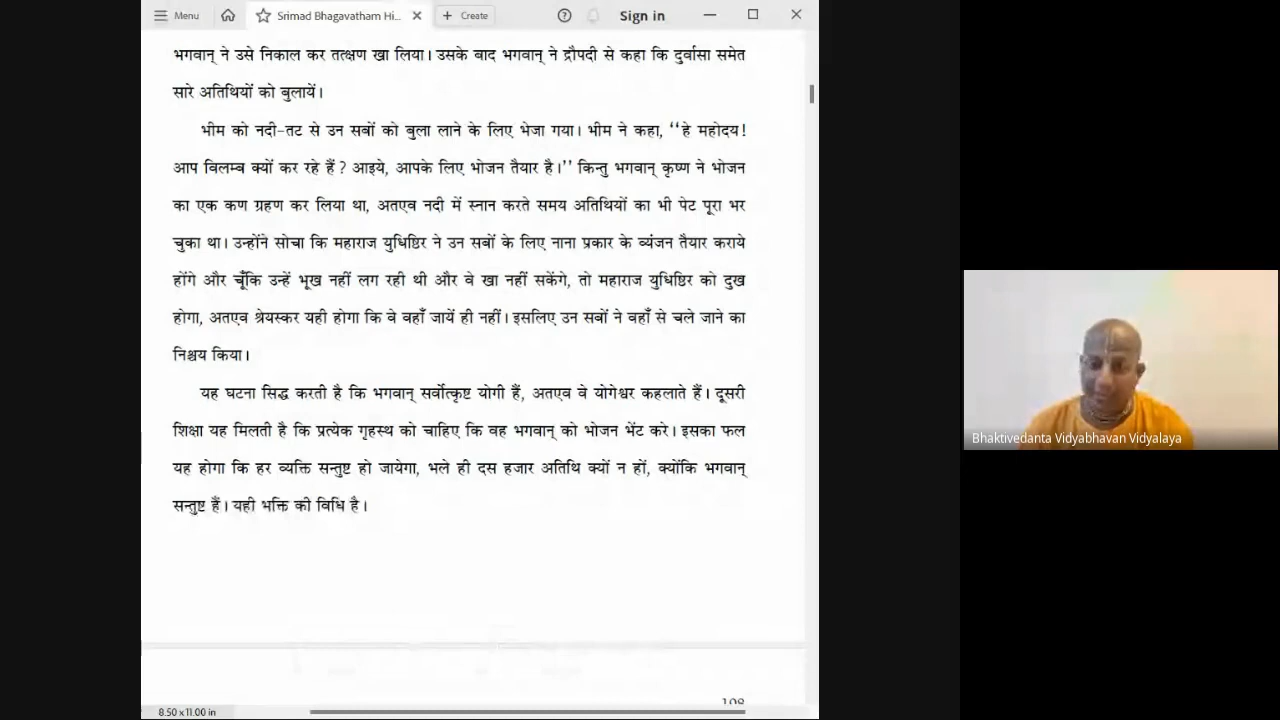 Menu
Srimad Bhagavatham Hi...
Create
Sign in
भगवान् ने उसे निकाल कर तत्क्षण खा लिया। उसके बाद भगवान् ने द्रौपदी से कहा कि दुर्वासा समेत
सारे अतिथियों को बुलायें।
भीम को नदी-तट से उन सबों को बुला लाने के लिए भेजा गया। भीम ने कहा, ‘‘हे महोदय!
आप विलम्ब क्यों कर रहे हैं? आइये, आपके लिए भोजन तैयार है।’’ किन्तु भगवान् कृष्ण ने भोजन
का एक कण ग्रहण कर लिया था, अतएव नदी में स्नान करते समय अतिथियों का भी पेट पूरा भर
चुका था। उन्होंने सोचा कि महाराज युधिष्ठिर ने उन सबों के लिए नाना प्रकार के व्यंजन तैयार कराये
होंगे और चूँकि उन्हें भूख नहीं लग रही थी और वे खा नहीं सकेंगे, तो महाराज युधिष्ठिर को दुख
होगा, अतएव श्रेयस्कर यही होगा कि वे वहाँ जायें ही नहीं। इसलिए उन सबों ने वहाँ से चले जाने का
निश्चय किया।
यह घटना सिद्ध करती है कि भगवान् सर्वोत्कृष्ट योगी हैं, अतएव वे योगेश्वर कहलाते हैं। दूसरी
शिक्षा यह मिलती है कि प्रत्येक गृहस्थ को चाहिए कि वह भगवान् को भोजन भेंट करे। इसका फल
यह होगा कि हर व्यक्ति सन्तुष्ट हो जायेगा, भले ही दस हजार अतिथि क्यों न हों, क्योंकि भगवान्
सन्तुष्ट हैं। यही भक्ति की विधि है।
8.50 x 11.00 in
Bhaktivedanta Vidyabhavan Vidyalaya